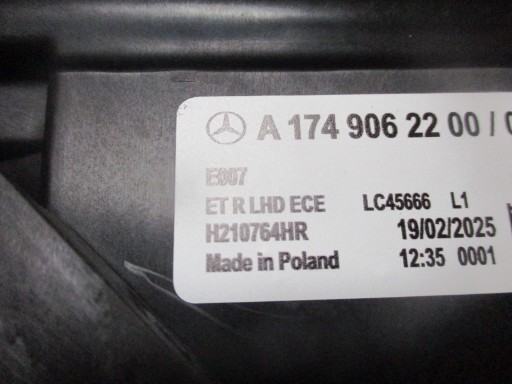 A 174 906 22 00 / 0
E007
ET R LHD ECE LC45666 L1
H210764HR 19/02/2025
Made in Poland 12:35 0001